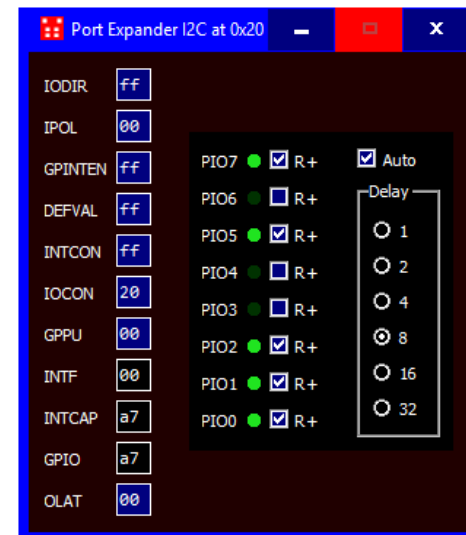 Port Expander I2C at 0x20
IODIR ff
IPOL 00
GPINTEN ff
DEFVAL ff
INTCON ff
IOCON 20
GPPU 00
INTF 00
INTCAP a7
GPIO a7
OLAT 00
PIO7 R+
PIO6 R+
PIO5 R+
PIO4 R+
PIO3 R+
PIO2 R+
PIO1 R+
PIO0 R+
Auto
Delay
1
2
4
8
16
32